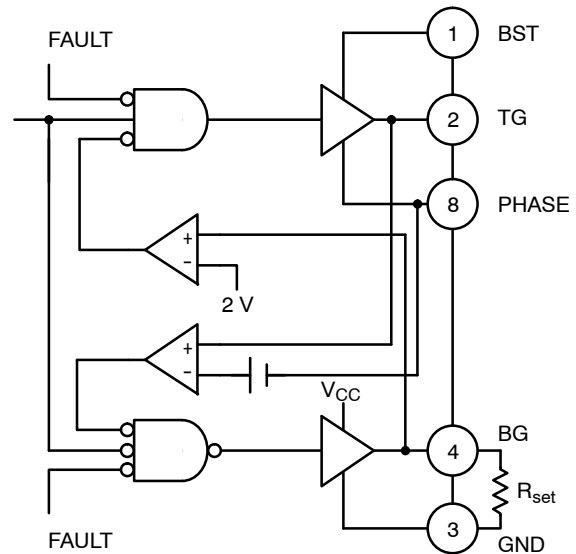 FAULT
1 BST
2 TG
8 PHASE
+
−
2 V
+
−
VCC
4 BG
Rset
3 GND
FAULT